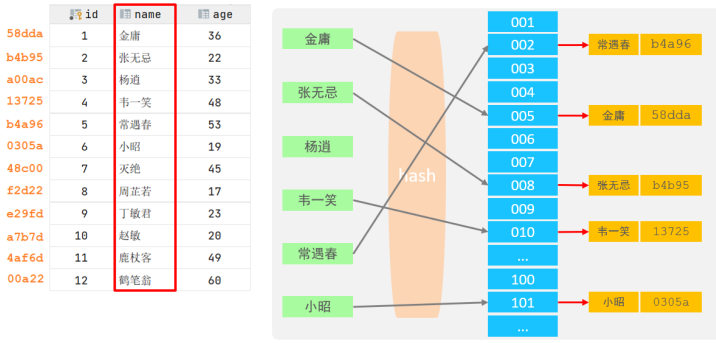 id name age
58dda 1 金庸 36
b4b95 2 张无忌 22
a00ac 3 杨逍 33
13725 4 韦一笑 48
b4a96 5 常遇春 53
0305a 6 小昭 19
48c00 7 灭绝 45
f2d22 8 周芷若 17
e29fd 9 丁敏君 23
a7b7d 10 赵敏 20
4af6d 11 鹿杖客 49
00a22 12 鹤笔翁 60
金庸
张无忌
杨逍
韦一笑
常遇春
小昭
hash
001
002
003
004
005
006
007
008
009
010
...
100
101
...
常遇春 b4a96
金庸 58dda
张无忌 b4b95
韦一笑 13725
小昭 0305a